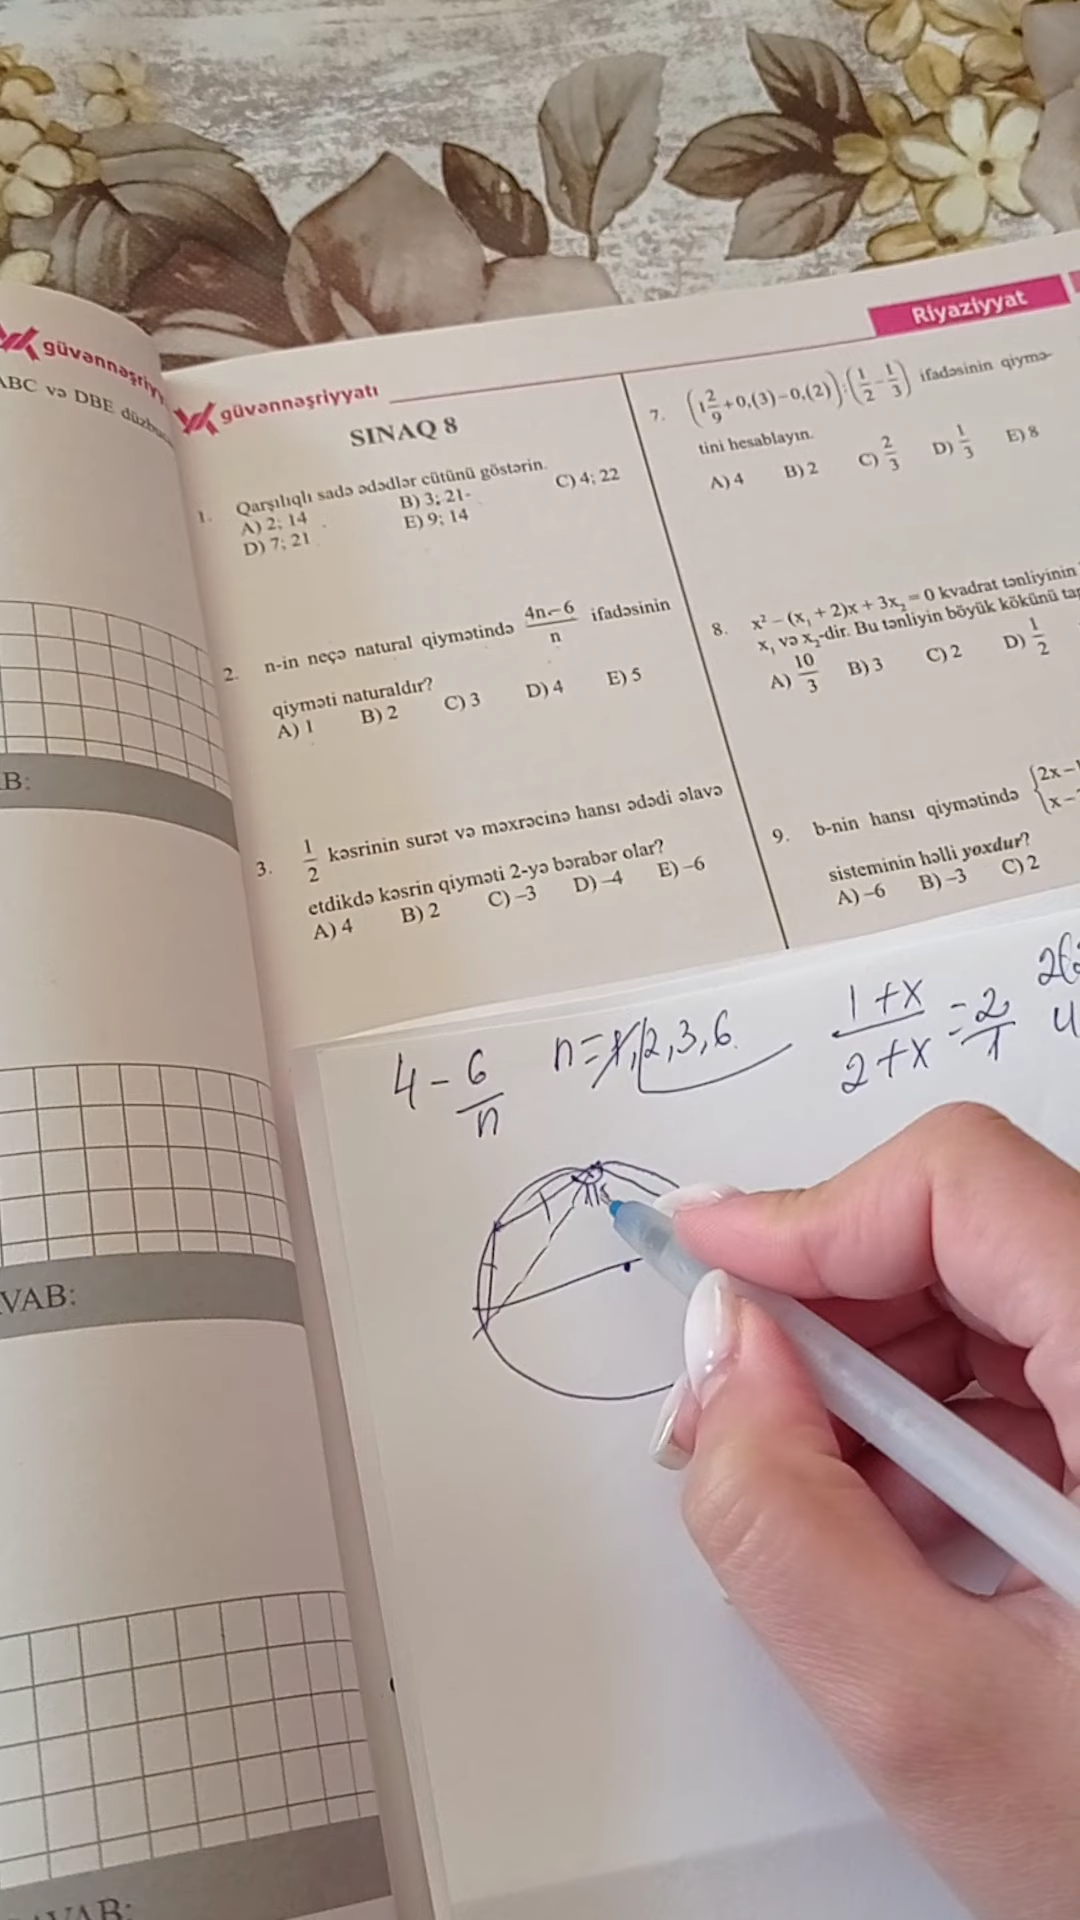 güvənnəşriyy
ABC və DBE düzbuc
B:
VAB:
VAB:
güvənnəşriyyatı
Riyaziyyat
SINAQ 8
1. Qarşılıqlı sadə ədədlər cütünü göstərin.
A) 2; 14 B) 3; 21 C) 4; 22
D) 7; 21 E) 9; 14
2. n-in neçə natural qiymətində (4n-6)/n ifadəsinin
qiyməti naturaldır?
A) 1 B) 2 C) 3 D) 4 E) 5
3. 1/2 kəsrinin surət və məxrəcinə hansı ədədi əlavə
etdikdə kəsrin qiyməti 2-yə bərabər olar?
A) 4 B) 2 C) –3 D) –4 E) –6
7. (1 2/9 + 0,(3) – 0,(2)) : (1/2 – 1/3) ifadəsinin qiymə-
tini hesablayın.
A) 4 B) 2 C) 2/3 D) 1/3 E) 8
8. x² – (x₁ + 2)x + 3x₂ = 0 kvadrat tənliyinin
x₁ və x₂-dir. Bu tənliyin böyük kökünü ta
A) 10/3 B) 3 C) 2 D) 1/2
9. b-nin hansı qiymətində {2x –
x –
sisteminin həlli yoxdur?
A) –6 B) –3 C) 2
4 - 6/n n = 1, 2, 3, 6 (1+x)/(2+x) = 2/1